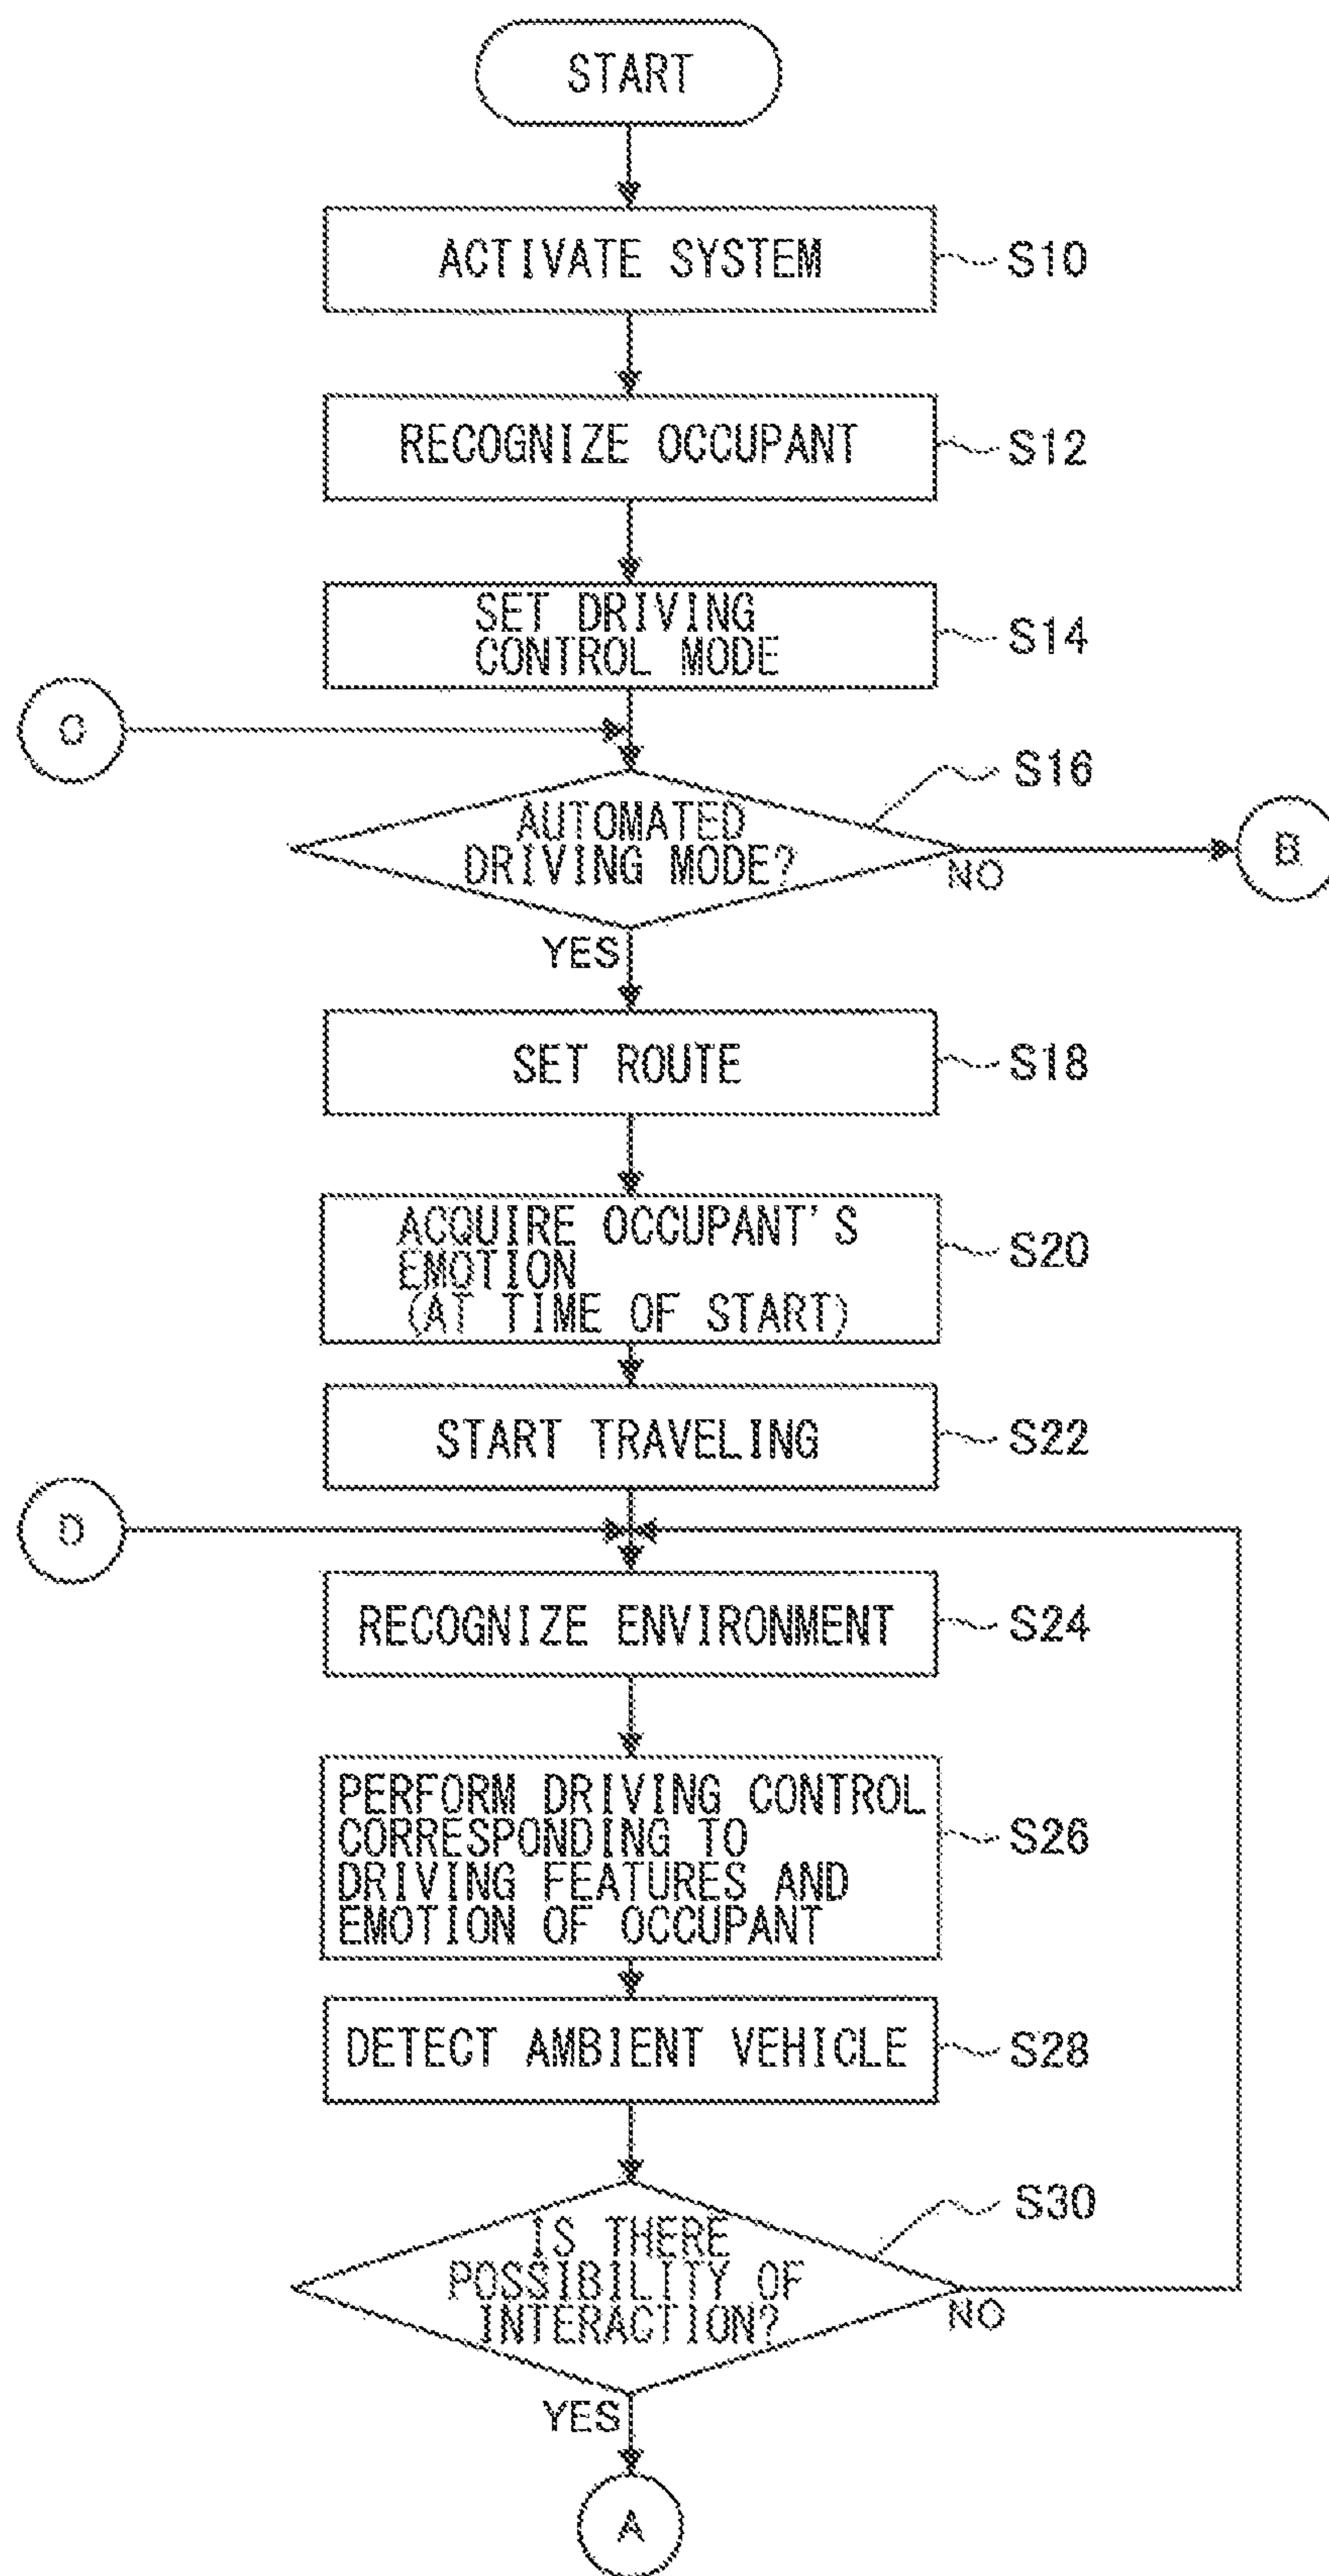 START
ACTIVATE SYSTEM
S10
RECOGNIZE OCCUPANT
S12
SET DRIVING
CONTROL MODE
S14
C
S16
AUTOMATED
DRIVING MODE?
NO
B
YES
SET ROUTE
S18
ACQUIRE OCCUPANT'S
EMOTION
(AT TIME OF START)
S20
START TRAVELING
S22
D
RECOGNIZE ENVIRONMENT
S24
PERFORM DRIVING CONTROL
CORRESPONDING TO
DRIVING FEATURES AND
EMOTION OF OCCUPANT
S26
DETECT AMBIENT VEHICLE
S28
S30
IS THERE
POSSIBILITY OF
INTERACTION?
NO
YES
A